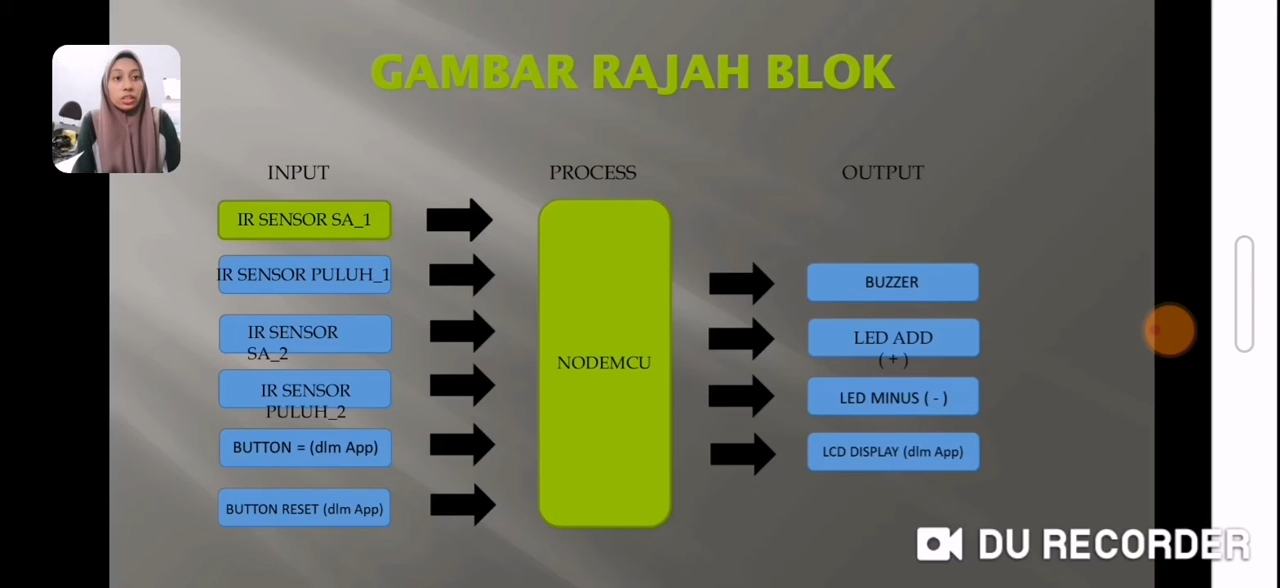 GAMBAR RAJAH BLOK
INPUT
PROCESS
OUTPUT
IR SENSOR SA_1
IR SENSOR PULUH_1
IR SENSOR
SA_2
IR SENSOR
PULUH_2
BUTTON = (dlm App)
BUTTON RESET (dlm App)
NODEMCU
BUZZER
LED ADD
( + )
LED MINUS ( - )
LCD DISPLAY (dlm App)
DU RECORDER